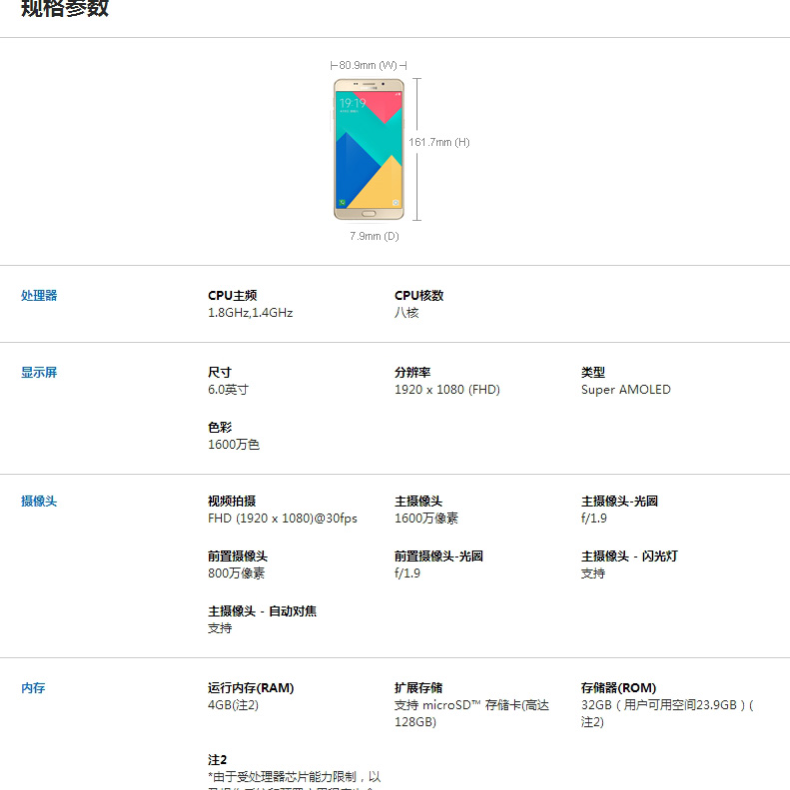 规格参数
80.9mm (W)
19:19
161.7mm (H)
7.9mm (D)
处理器
CPU主频
CPU核数
1.8GHz,1.4GHz
八核
显示屏
尺寸
分辨率
类型
6.0英寸
1920 x 1080 (FHD)
Super AMOLED
色彩
1600万色
摄像头
视频拍摄
主摄像头
主摄像头-光圈
FHD (1920 x 1080)@30fps
1600万像素
f/1.9
前置摄像头
前置摄像头-光圈
主摄像头 - 闪光灯
800万像素
f/1.9
支持
主摄像头 - 自动对焦
支持
内存
运行内存(RAM)
扩展存储
存储器(ROM)
4GB(注2)
支持 microSD™ 存储卡(高达
128GB)
32GB ( 用户可用空间23.9GB ) (
注2)
注2
*由于受处理器芯片能力限制，以